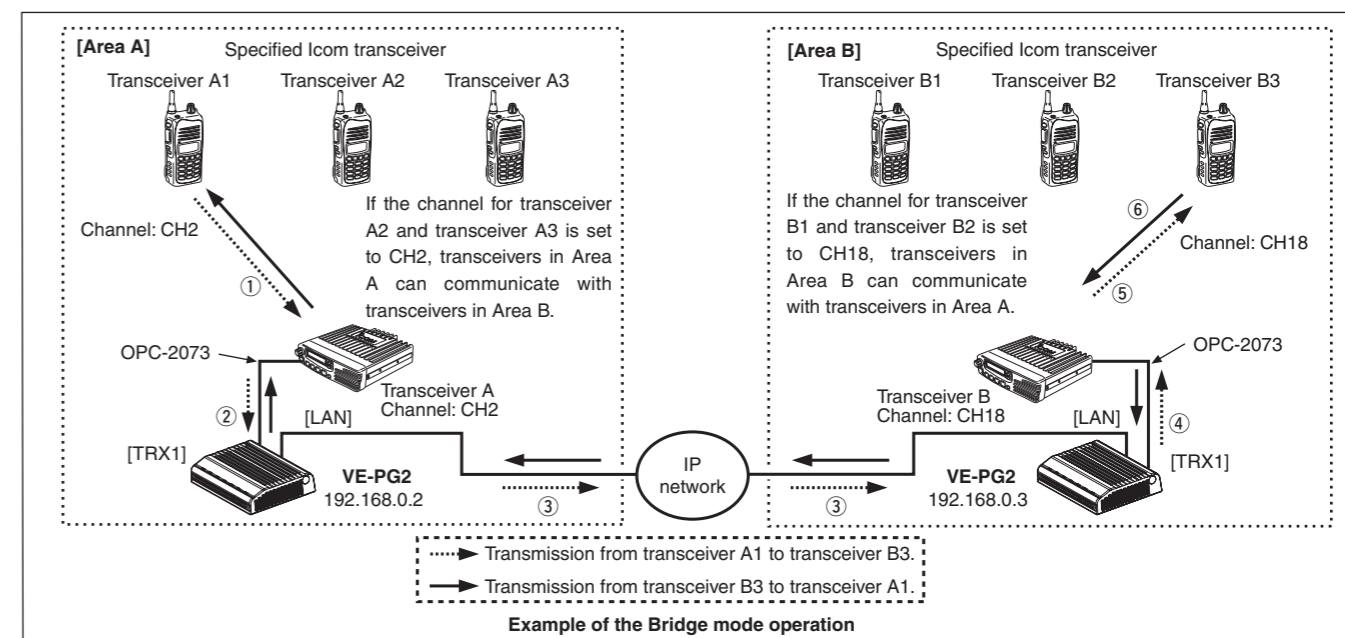 [Area A]
Specified Icom transceiver
Transceiver A1
Transceiver A2
Transceiver A3
If the channel for transceiver
A2 and transceiver A3 is set
to CH2, transceivers in Area
A can communicate with
transceivers in Area B.
Channel: CH2
①
OPC-2073
Transceiver A
Channel: CH2
②
[LAN]
[TRX1]
VE-PG2
192.168.0.2
③
IP
network
[Area B]
Specified Icom transceiver
Transceiver B1
Transceiver B2
Transceiver B3
If the channel for transceiver
B1 and transceiver B2 is set
to CH18, transceivers in
Area B can communicate
with transceivers in Area A.
⑥
Channel: CH18
⑤
OPC-2073
Transceiver B
Channel: CH18
[LAN]
④
[TRX1]
VE-PG2
192.168.0.3
③
Transmission from transceiver A1 to transceiver B3.
Transmission from transceiver B3 to transceiver A1.
Example of the Bridge mode operation